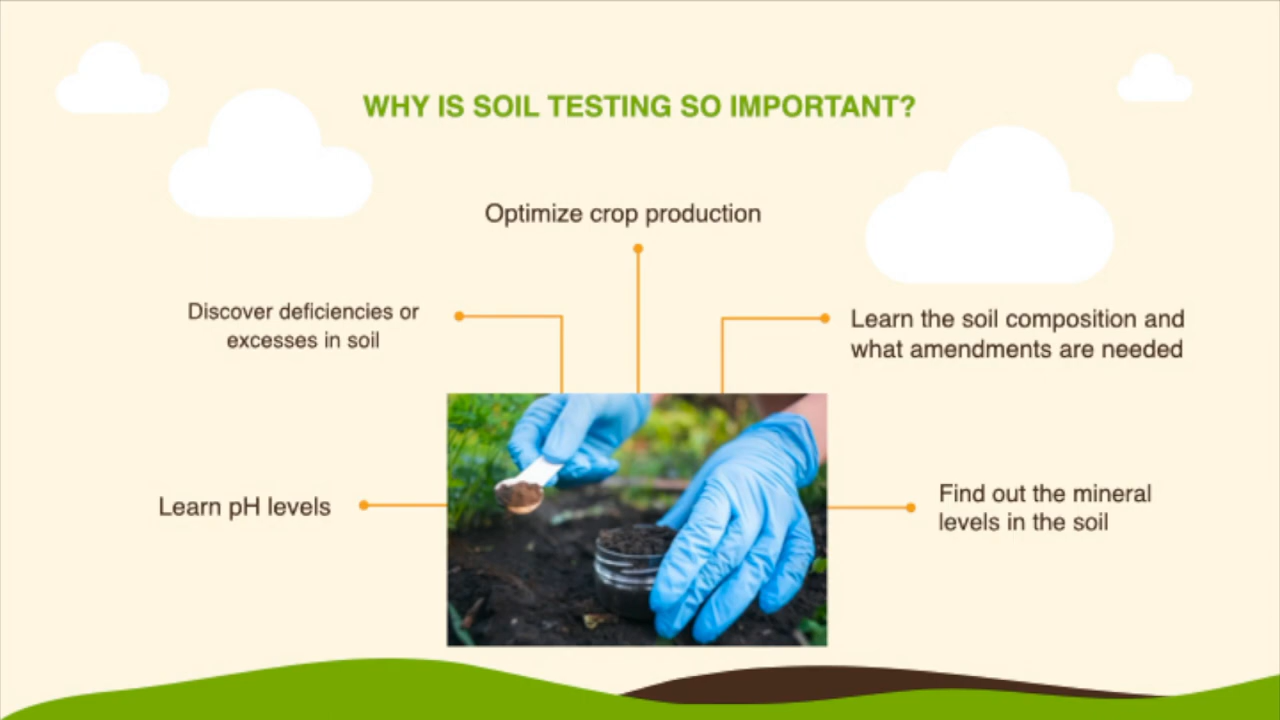 WHY IS SOIL TESTING SO IMPORTANT?
Optimize crop production
Discover deficiencies or
excesses in soil
Learn the soil composition and
what amendments are needed
Learn pH levels
Find out the mineral
levels in the soil